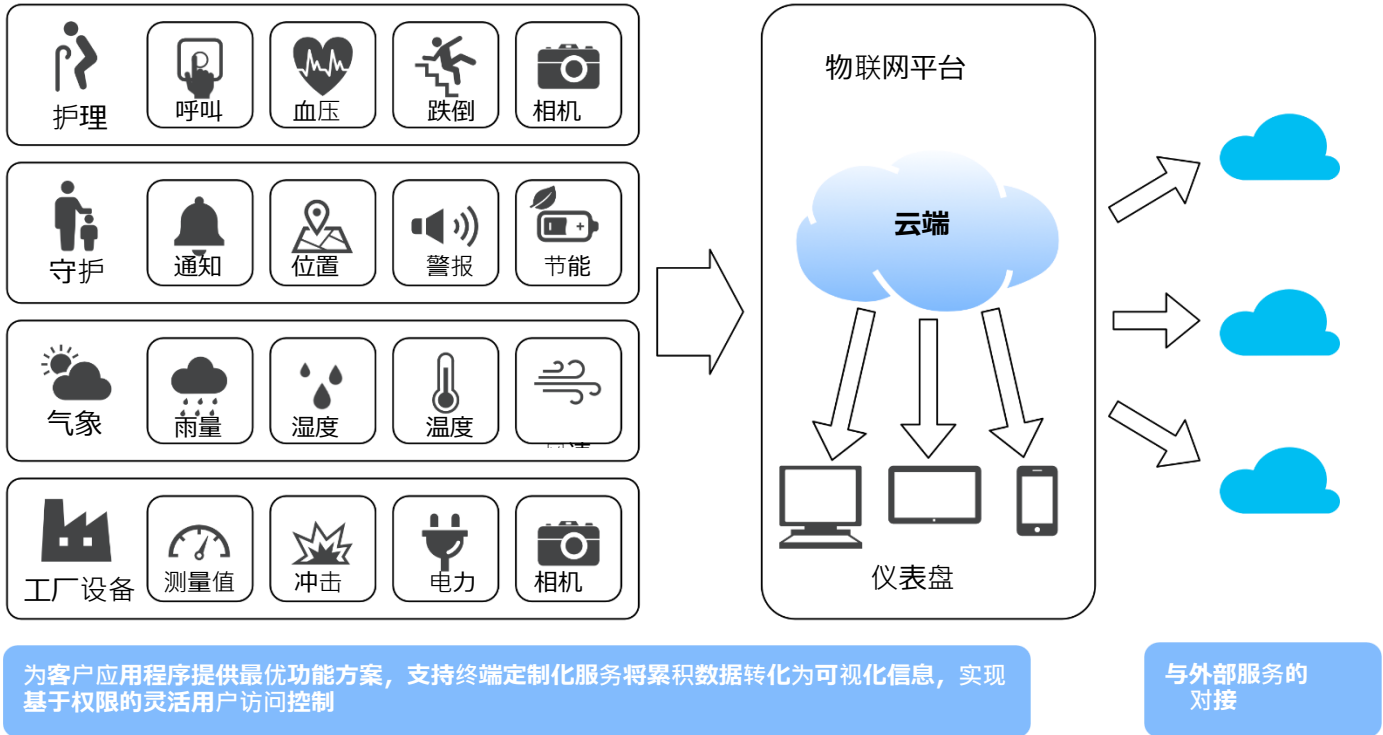 物联网平台
呼叫
血压
跌倒
相机
护理
云端
通知
位置
警报
节能
守护
雨量
湿度
温度
气象
测量值
冲击
电力
相机
工厂设备
仪表盘
为客户应用程序提供最优功能方案，支持终端定制化服务将累积数据转化为可视化信息，实现
基于权限的灵活用户访问控制
与外部服务的
对接